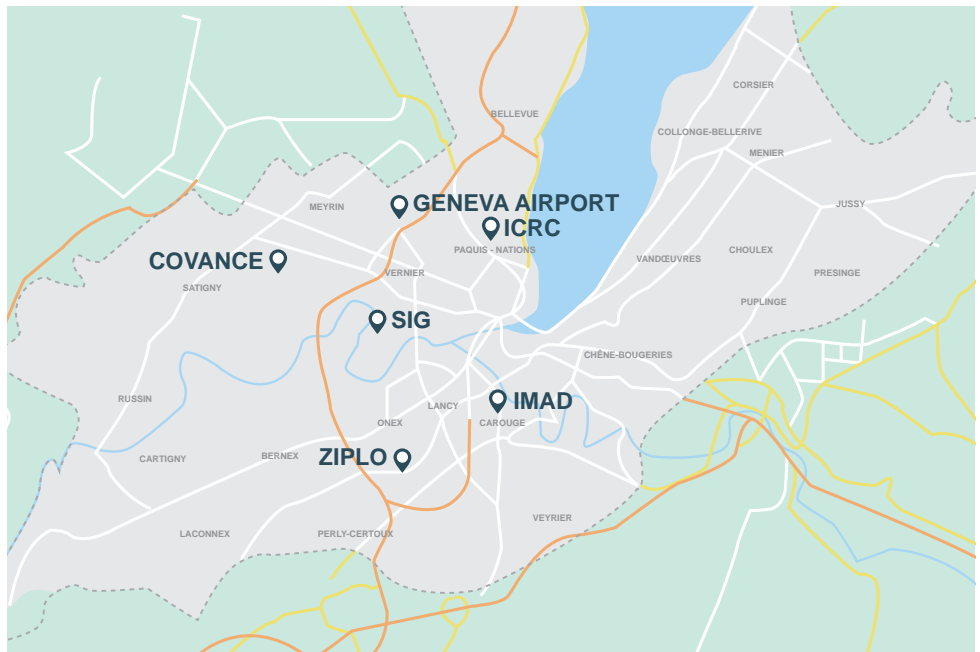 CORSIER
BELLEVUE
COLLONGE-BELLERIVE
MENIER
GENEVA AIRPORT
MEYRIN
JUSSY
ICRC
PAQUIS - NATIONS
CHOULEX
COVANCE
VANDŒUVRES
VERNIER
PRESINGE
SATIGNY
PUPLINGE
SIG
CHÊNE-BOUGERIES
RUSSIN
IMAD
LANCY
ONEX
CAROUGE
BERNEX
ZIPLO
CARTIGNY
VEYRIER
LACONNEX
PERLY-CERTOUX